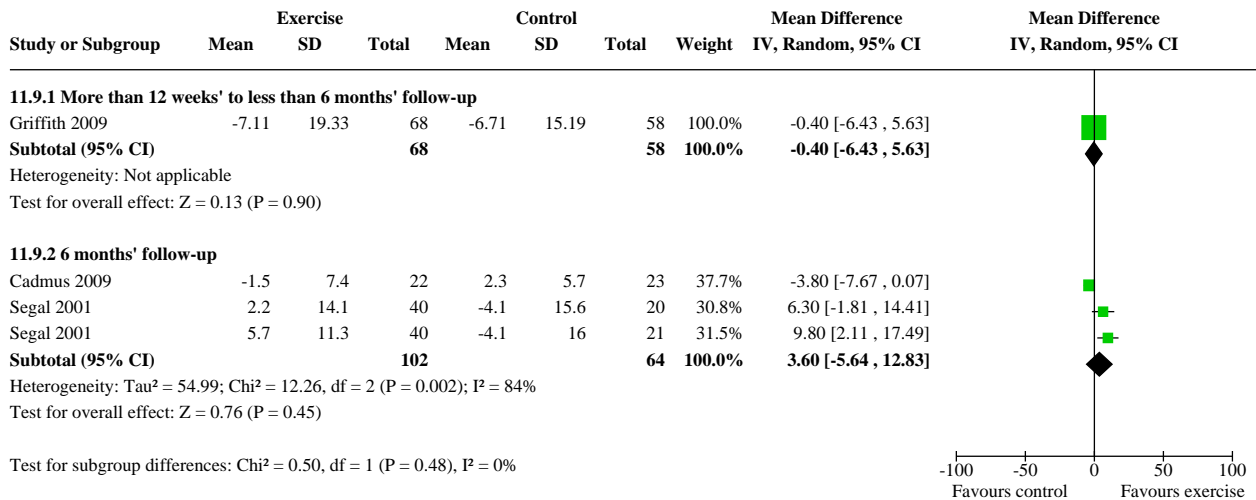 Exercise Control Mean Difference Mean Difference
Study or Subgroup Mean SD Total Mean SD Total Weight IV, Random, 95% CI IV, Random, 95% CI
11.9.1 More than 12 weeks' to less than 6 months' follow-up
Griffith 2009 -7.11 19.33 68 -6.71 15.19 58 100.0% -0.40 [-6.43 , 5.63]
Subtotal (95% CI) 68 58 100.0% -0.40 [-6.43 , 5.63]
Heterogeneity: Not applicable
Test for overall effect: Z = 0.13 (P = 0.90)
11.9.2 6 months' follow-up
Cadmus 2009 -1.5 7.4 22 2.3 5.7 23 37.7% -3.80 [-7.67 , 0.07]
Segal 2001 2.2 14.1 40 -4.1 15.6 20 30.8% 6.30 [-1.81 , 14.41]
Segal 2001 5.7 11.3 40 -4.1 16 21 31.5% 9.80 [2.11 , 17.49]
Subtotal (95% CI) 102 64 100.0% 3.60 [-5.64 , 12.83]
Heterogeneity: Tau² = 54.99; Chi² = 12.26, df = 2 (P = 0.002); I² = 84%
Test for overall effect: Z = 0.76 (P = 0.45)
Test for subgroup differences: Chi² = 0.50, df = 1 (P = 0.48), I² = 0%
-100 -50 0 50 100
Favours control Favours exercise